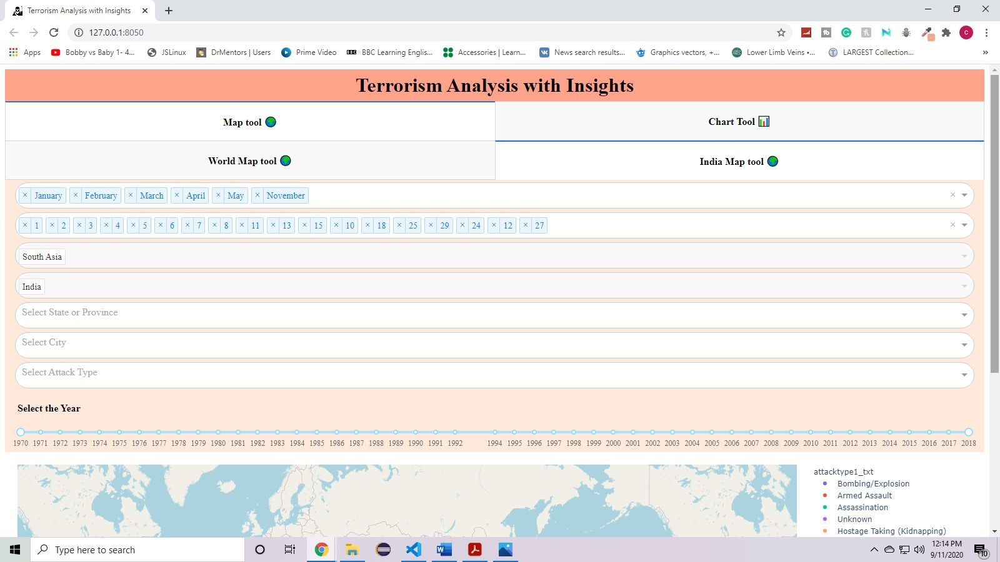 Terrorism Analysis with Insights
127.0.0.1:8050
Apps Bobby vs Baby 1- 4... JSLinux DrMentors | Users Prime Video BBC BBC Learning Englis... Accessories | Learn... News search results... Graphics vectors, +... Lower Limb Veins •... LARGEST Collection... »
Terrorism Analysis with Insights
Map tool Chart Tool
World Map tool India Map tool
× January × February × March × April × May × November
× 1 × 2 × 3 × 4 × 5 × 6 × 7 × 8 × 11 × 13 × 15 × 10 × 18 × 25 × 29 × 24 × 12 × 27
South Asia
India
Select State or Province
Select City
Select Attack Type
Select the Year
1970 1971 1972 1973 1974 1975 1976 1977 1978 1979 1980 1981 1982 1983 1984 1985 1986 1987 1988 1989 1990 1991 1992 1994 1995 1996 1997 1998 1999 2000 2001 2002 2003 2004 2005 2006 2007 2008 2009 2010 2011 2012 2013 2014 2015 2016 2017 2018
attacktype1_txt
Bombing/Explosion
Armed Assault
Assassination
Unknown
Hostage Taking (Kidnapping)
Type here to search
12:14 PM
9/11/2020
10